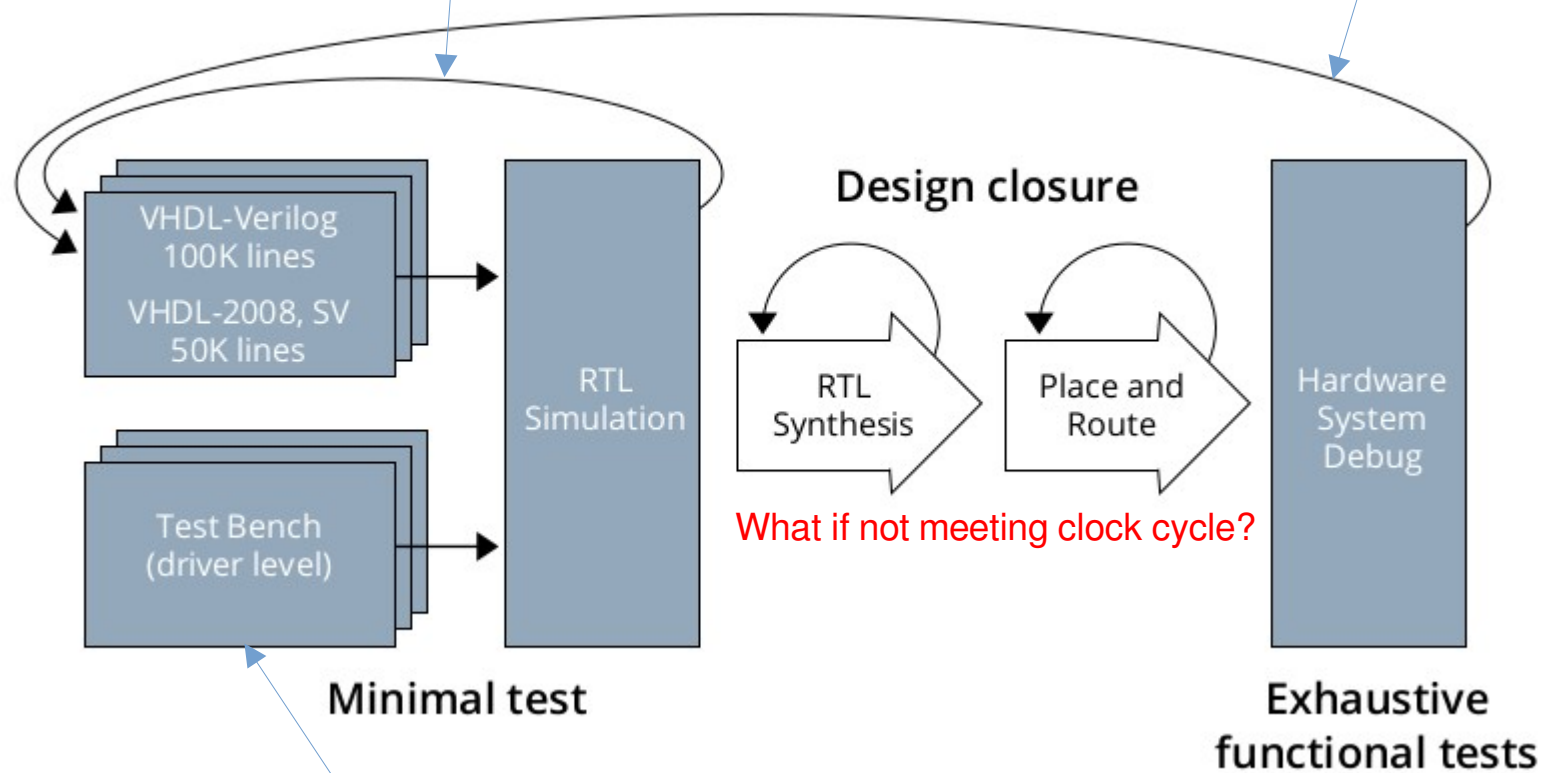 VHDL-Verilog
100K lines
VHDL-2008, SV
50K lines
Test Bench
(driver level)
Minimal test
RTL
Simulation
Design closure
RTL
Synthesis
Place and
Route
What if not meeting clock cycle?
Hardware
System
Debug
Exhaustive
functional tests